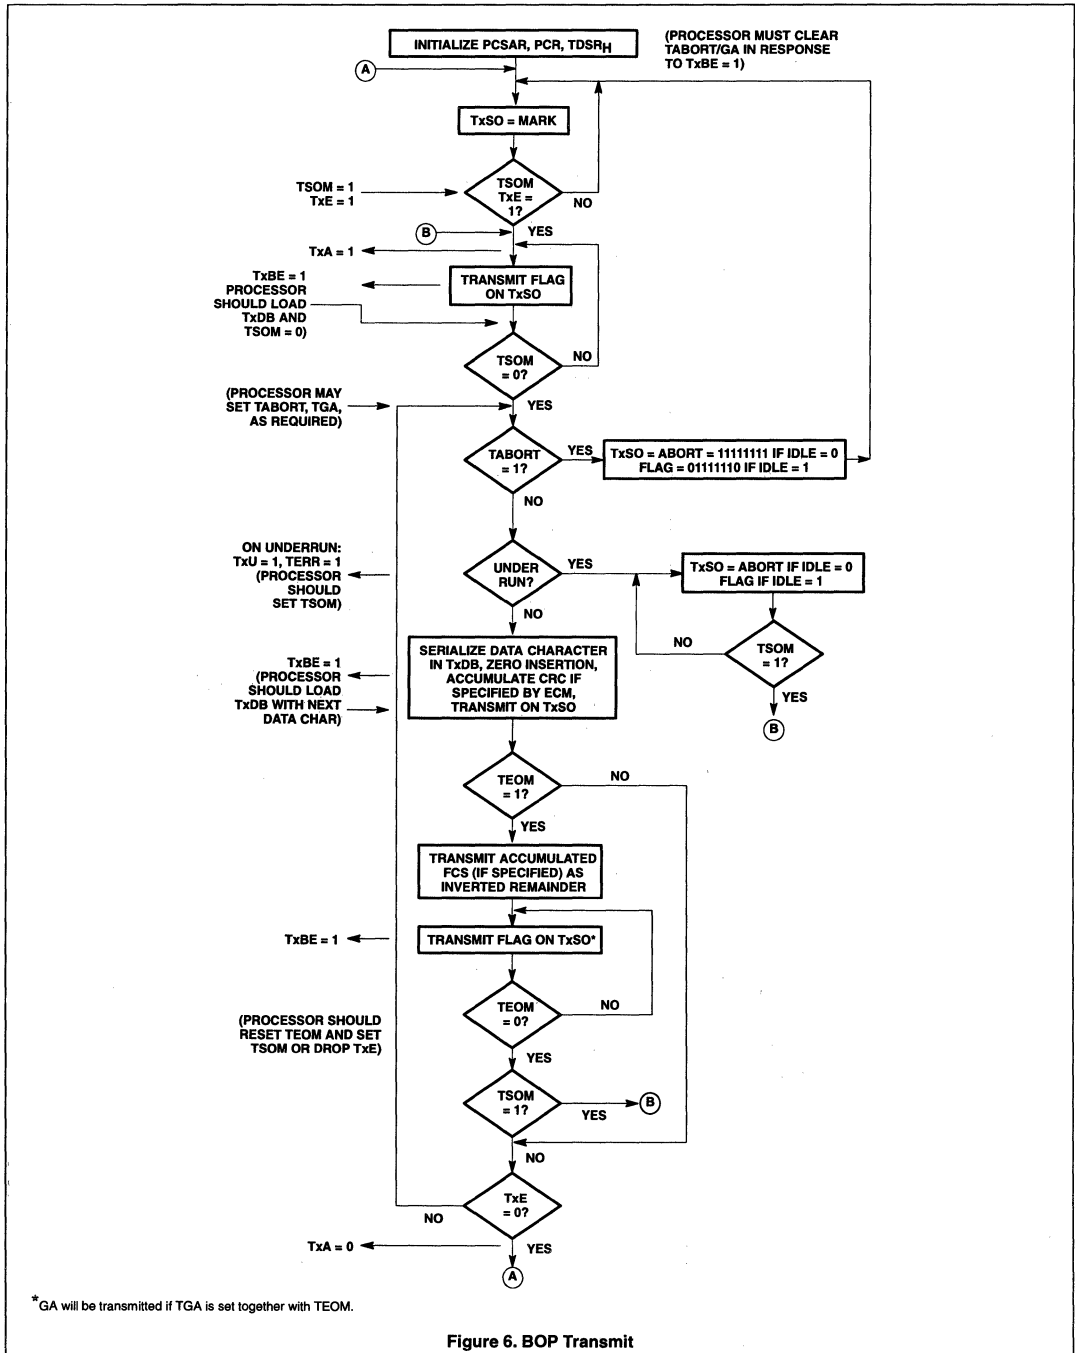 INITIALIZE PCSAR, PCR, TDSRH
(PROCESSOR MUST CLEAR
TABORT/GA IN RESPONSE
TO TxBE = 1)
A
TxSO = MARK
TSOM = 1
TxE = 1
TSOM
TxE =
1?
NO
YES
B
TxA = 1
TRANSMIT FLAG
ON TxSO
TxBE = 1
PROCESSOR
SHOULD LOAD
TxDB AND
TSOM = 0)
TSOM
= 0?
NO
YES
(PROCESSOR MAY
SET TABORT, TGA,
AS REQUIRED)
TABORT
= 1?
YES
TxSO = ABORT = 11111111 IF IDLE = 0
FLAG = 01111110 IF IDLE = 1
NO
ON UNDERRUN:
TxU = 1, TERR = 1
(PROCESSOR
SHOULD
SET TSOM)
UNDER
RUN?
YES
TxSO = ABORT IF IDLE = 0
FLAG IF IDLE = 1
NO
TSOM
= 1?
NO
YES
B
SERIALIZE DATA CHARACTER
IN TxDB, ZERO INSERTION,
ACCUMULATE CRC IF
SPECIFIED BY ECM,
TRANSMIT ON TxSO
TxBE = 1
(PROCESSOR
SHOULD LOAD
TxDB WITH NEXT
DATA CHAR)
TEOM
= 1?
NO
YES
TRANSMIT ACCUMULATED
FCS (IF SPECIFIED) AS
INVERTED REMAINDER
TxBE = 1
TRANSMIT FLAG ON TxSO*
TEOM
= 0?
NO
YES
(PROCESSOR SHOULD
RESET TEOM AND SET
TSOM OR DROP TxE)
TSOM
= 1?
YES
B
NO
TxE
= 0?
NO
YES
TxA = 0
A
*GA will be transmitted if TGA is set together with TEOM.
Figure 6. BOP Transmit